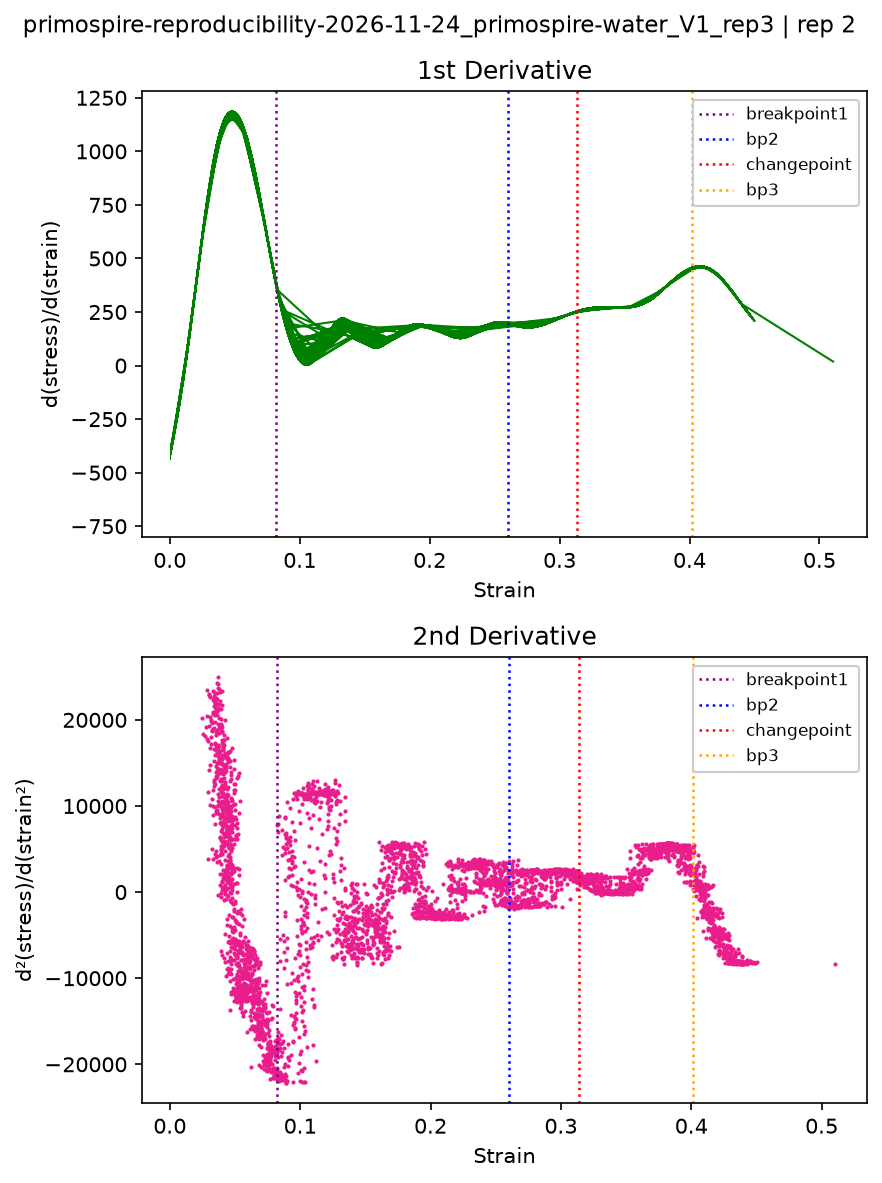 primospire-reproducibility-2026-11-24_primospire-water_V1_rep3 | rep 2
1st Derivative
1250
1000
750
500
250
0
−250
−500
−750
d(stress)/d(strain)
breakpoint1
bp2
changepoint
bp3
0.0 0.1 0.2 0.3 0.4 0.5
Strain
2nd Derivative
20000
10000
0
−10000
−20000
d²(stress)/d(strain²)
breakpoint1
bp2
changepoint
bp3
0.0 0.1 0.2 0.3 0.4 0.5
Strain